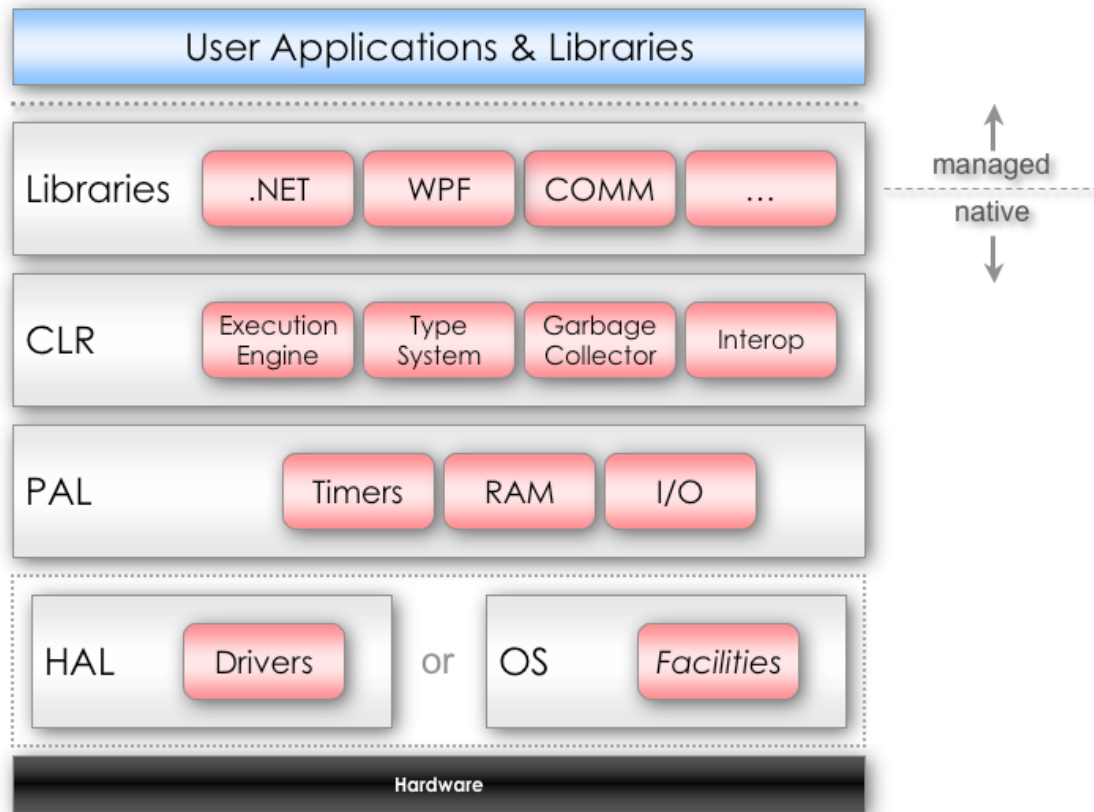 User Applications & Libraries
managed
Libraries .NET WPF COMM ...
native
CLR Execution Engine Type System Garbage Collector Interop
PAL Timers RAM I/O
HAL Drivers or OS Facilities
Hardware